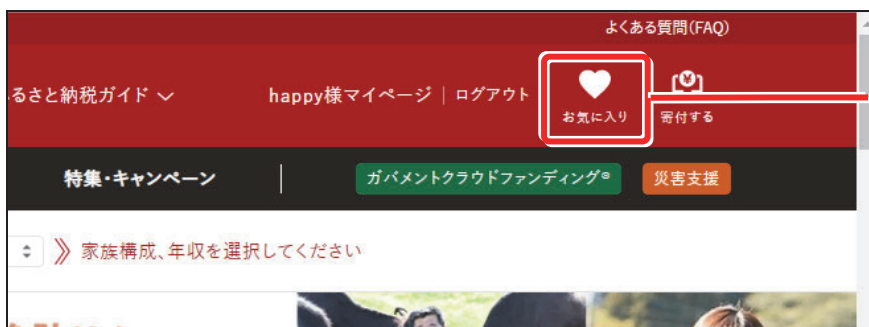 よくある質問(FAQ)
るさと納税ガイド
happy様マイページ | ログアウト
お気に入り
寄付する
特集・キャンペーン
ガバメントクラウドファンディング®
災害支援
家族構成、年収を選択してください